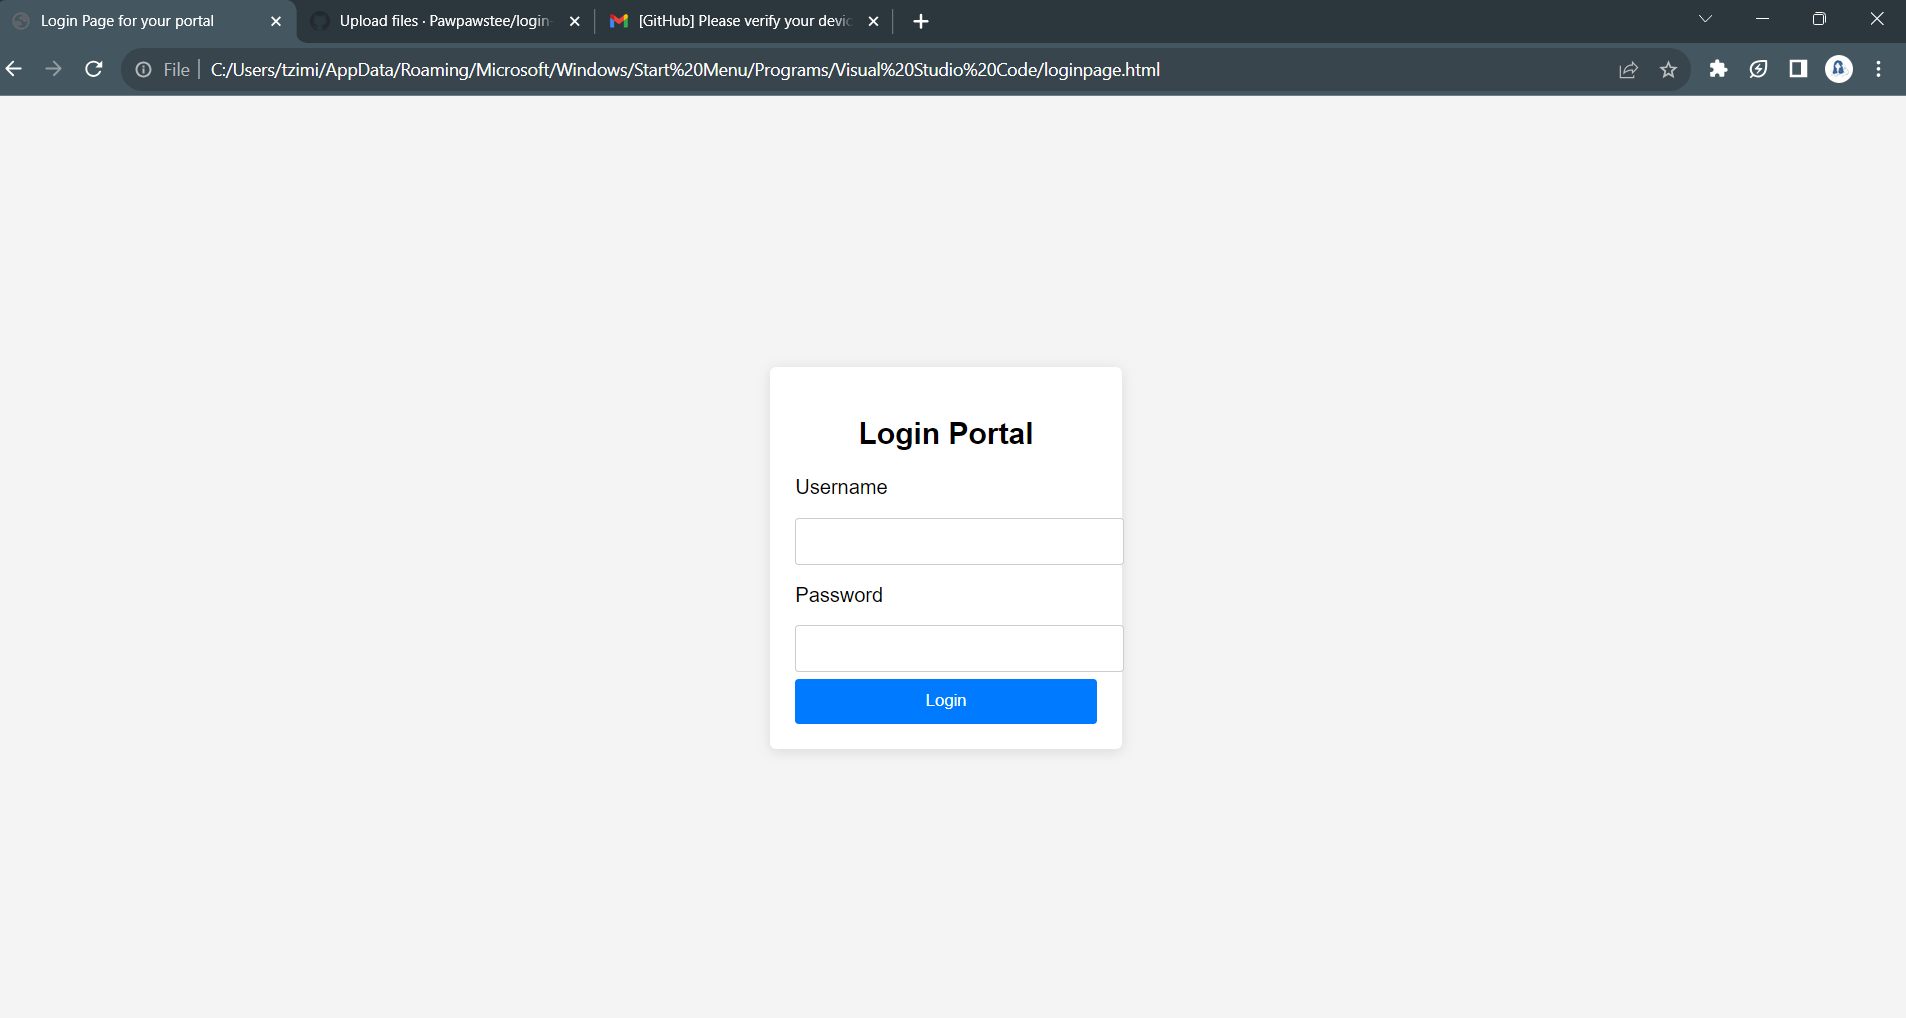 Login Page for your portal
Upload files · Pawpawstee/login-
[GitHub] Please verify your devic
File
C:/Users/tzimi/AppData/Roaming/Microsoft/Windows/Start%20Menu/Programs/Visual%20Studio%20Code/loginpage.html
Login Portal
Username
Password
Login